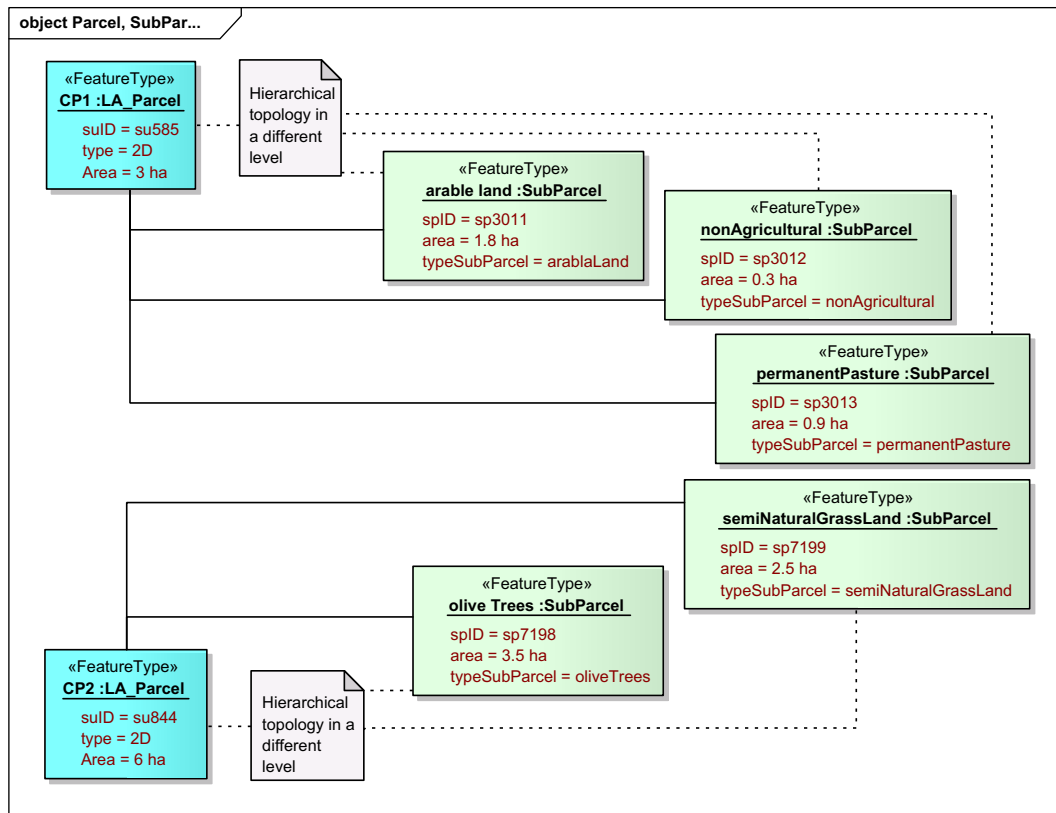 object Parcel, SubPar...
«FeatureType»
CP1 :LA_Parcel
suID = su585
type = 2D
Area = 3 ha
Hierarchical
topology in
a different
level
«FeatureType»
arable land :SubParcel
spID = sp3011
area = 1.8 ha
typeSubParcel = arablaLand
«FeatureType»
nonAgricultural :SubParcel
spID = sp3012
area = 0.3 ha
typeSubParcel = nonAgricultural
«FeatureType»
permanentPasture :SubParcel
spID = sp3013
area = 0.9 ha
typeSubParcel = permanentPasture
«FeatureType»
semiNaturalGrassLand :SubParcel
spID = sp7199
area = 2.5 ha
typeSubParcel = semiNaturalGrassLand
«FeatureType»
olive Trees :SubParcel
spID = sp7198
area = 3.5 ha
typeSubParcel = oliveTrees
«FeatureType»
CP2 :LA_Parcel
suID = su844
type = 2D
Area = 6 ha
Hierarchical
topology in a
different
level